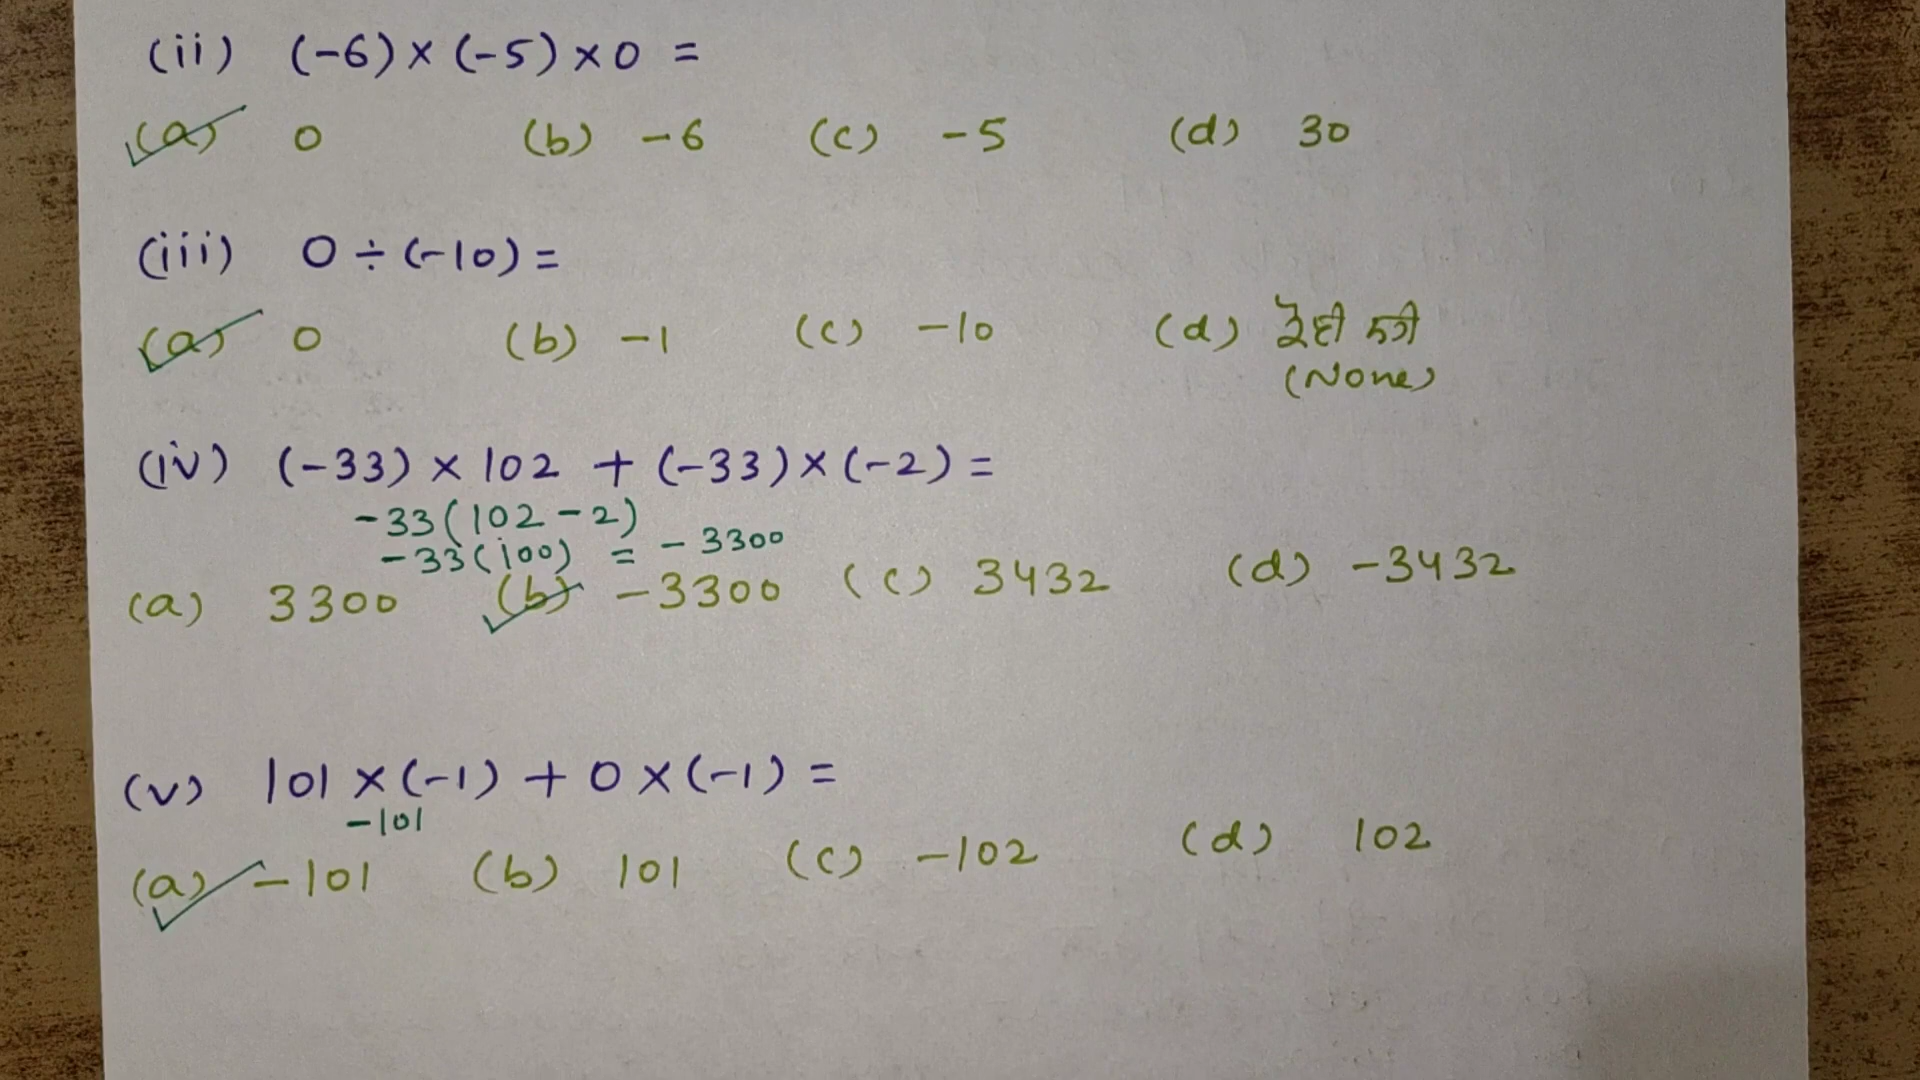 (ii) (-6) × (-5) × 0 =
(a) 0 (b) -6 (c) -5 (d) 30
(iii) 0 ÷ (-10) =
(a) 0 (b) -1 (c) -10 (d) ਕੋਈ ਨਹੀਂ
(None)
(iv) (-33) × 102 + (-33) × (-2) =
-33(102-2)
-33(100) = -3300
(a) 3300 (b) -3300 (c) 3432 (d) -3432
(v) 101 × (-1) + 0 × (-1) =
-101
(a) -101 (b) 101 (c) -102 (d) 102